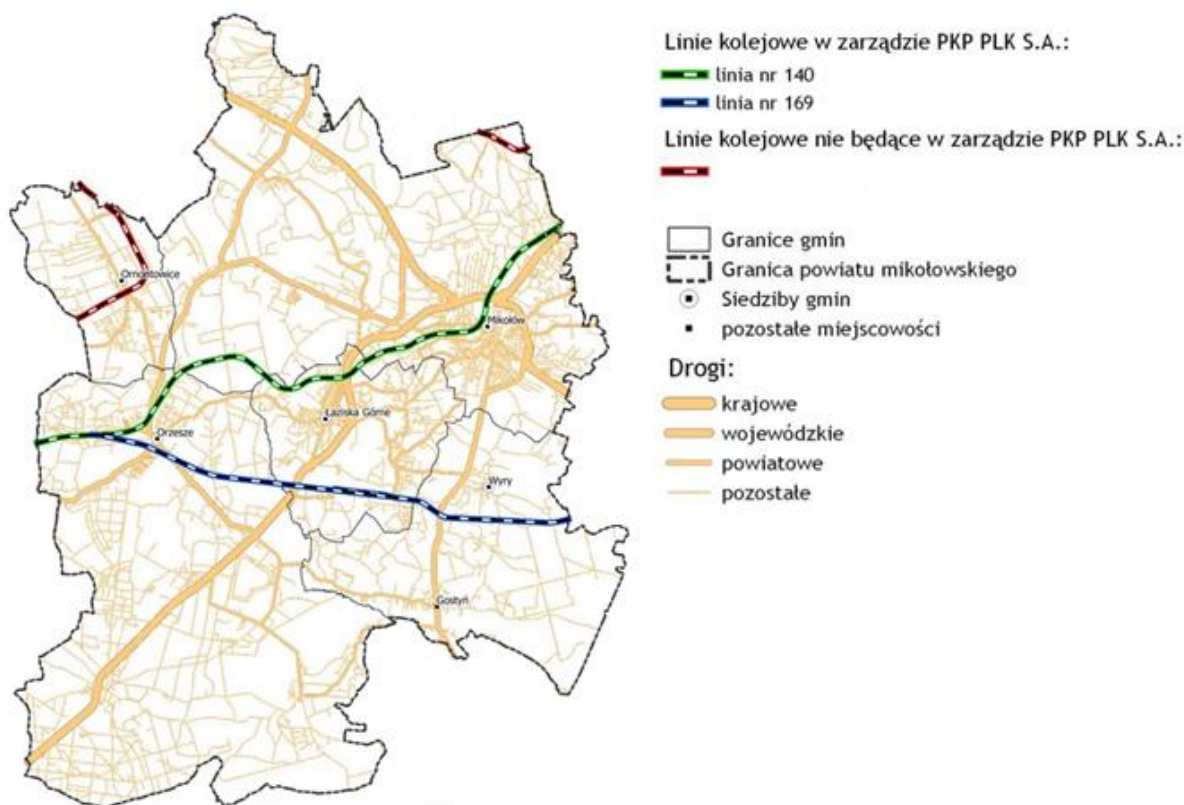 Linie kolejowe w zarządzie PKP PLK S.A.:
linia nr 140
linia nr 169
Linie kolejowe nie będące w zarządzie PKP PLK S.A.:
Granice gmin
Granica powiatu mikołowskiego
Siedziby gmin
pozostałe miejscowości
Drogi:
krajowe
wojewódzkie
powiatowe
pozostałe
Ornontowice
Mikołów
Łaziska Górne
Orzesze
Wyry
Gostyń